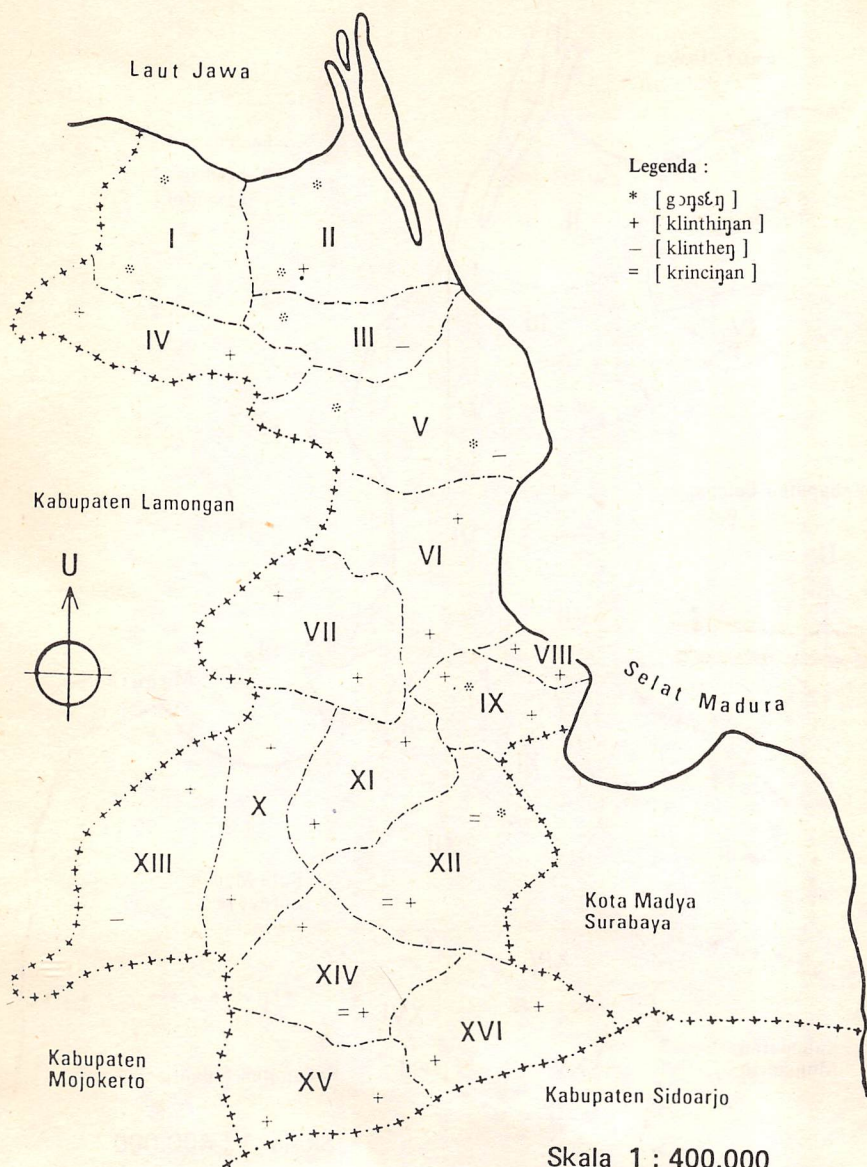 Laut Jawa
Legenda :
* [ gɔŋsɛŋ ]
+ [ klinthiŋan ]
– [ klintheŋ ]
= [ krinciŋan ]
I
II
IV
III
V
Kabupaten Lamongan
U
VI
VII
VIII
Selat Madura
IX
XI
X
XIII
XII
Kota Madya
Surabaya
XIV
XVI
Kabupaten
Mojokerto
XV
Kabupaten Sidoarjo
Skala 1 : 400.000